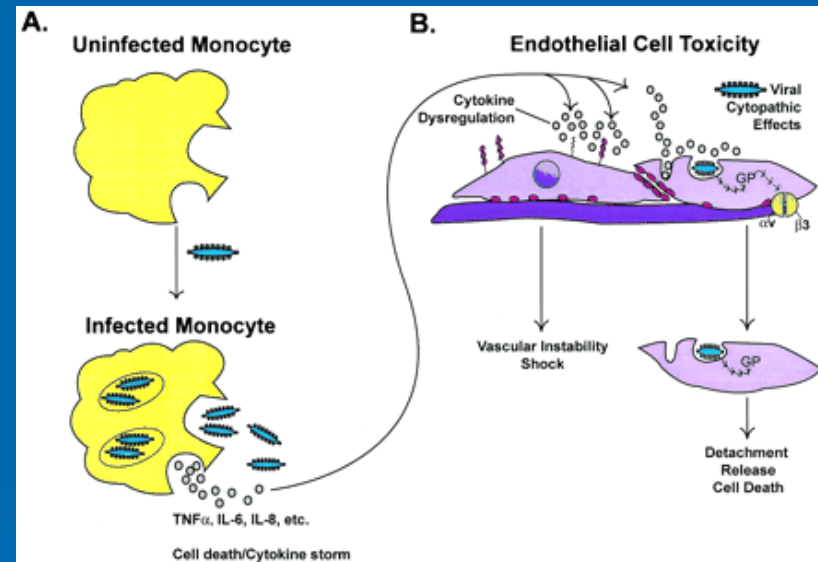 A.
Uninfected Monocyte
Infected Monocyte
TNFα, IL-6, IL-8, etc.
Cell death/Cytokine storm
B.
Endothelial Cell Toxicity
Cytokine
Dysregulation
Viral
Cytopathic
Effects
GP
αv
β3
Vascular Instability
Shock
GP
Detachment
Release
Cell Death